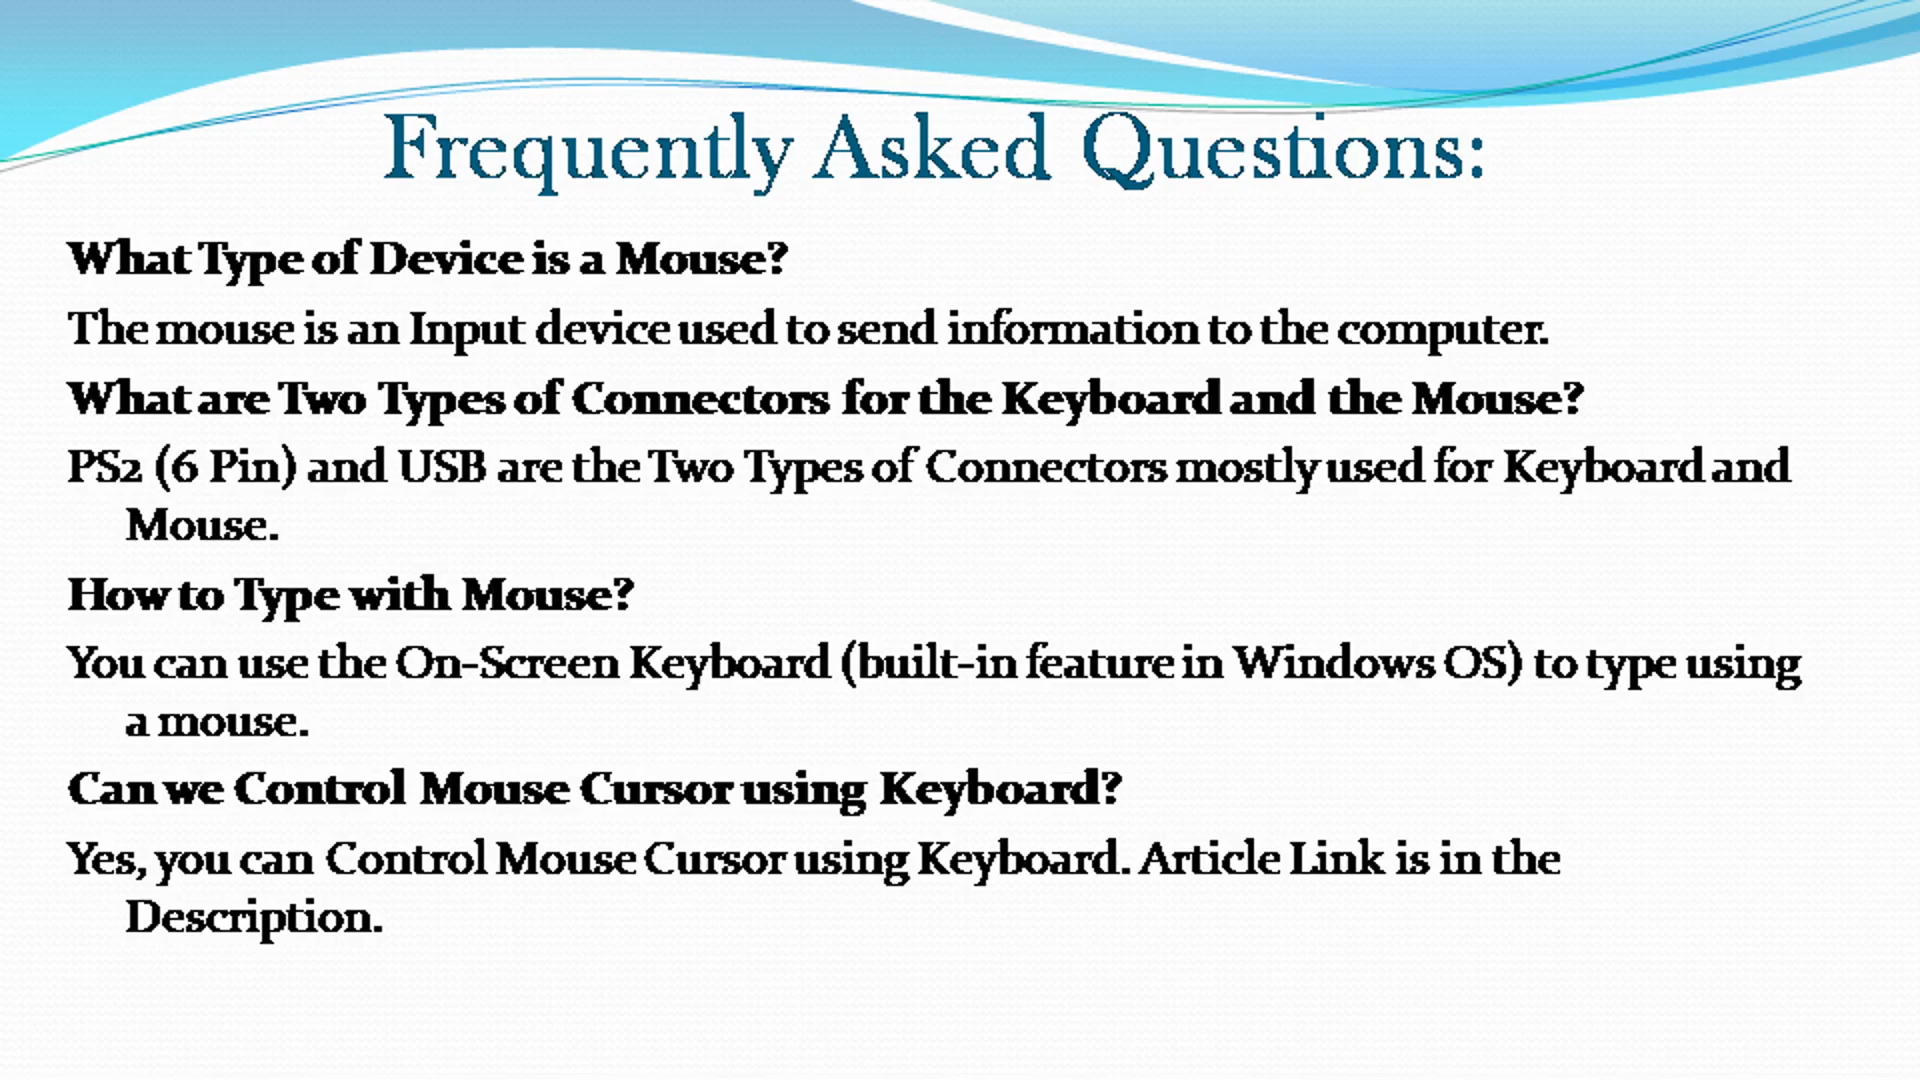 Frequently Asked Questions:
What Type of Device is a Mouse?
The mouse is an Input device used to send information to the computer.
What are Two Types of Connectors for the Keyboard and the Mouse?
PS2 (6 Pin) and USB are the Two Types of Connectors mostly used for Keyboard and
Mouse.
How to Type with Mouse?
You can use the On-Screen Keyboard (built-in feature in Windows OS) to type using
a mouse.
Can we Control Mouse Cursor using Keyboard?
Yes, you can Control Mouse Cursor using Keyboard. Article Link is in the
Description.